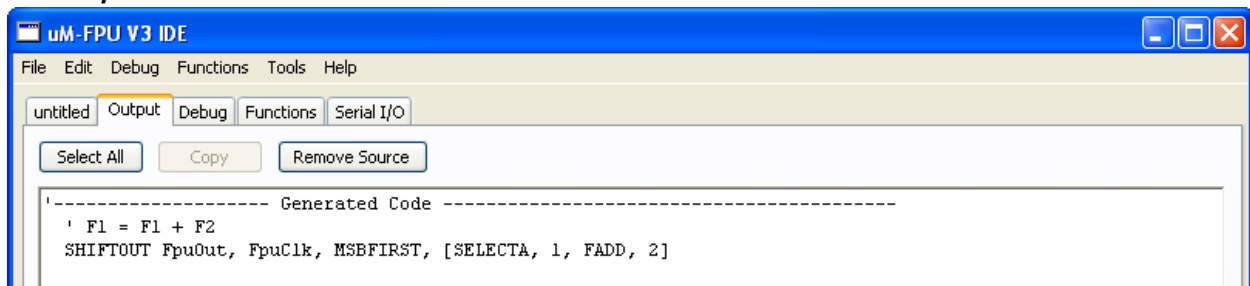 uM-FPU V3 IDE
File Edit Debug Functions Tools Help
untitled Output Debug Functions Serial I/O
Select All Copy Remove Source
'-------------------- Generated Code ------------------------------------------
' F1 = F1 + F2
SHIFTOUT FpuOut, FpuClk, MSBFIRST, [SELECTA, 1, FADD, 2]